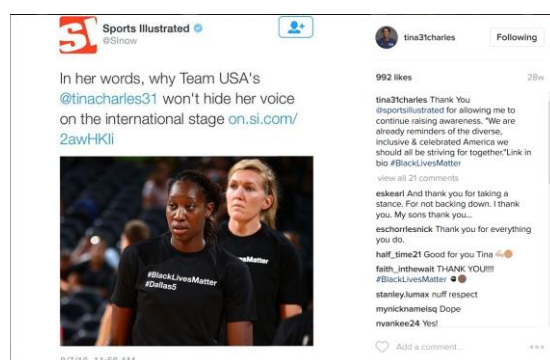 Sports Illustrated
@SInow
In her words, why Team USA's
@tinacharles31 won't hide her voice
on the international stage on.si.com/
2awHKIi
#BlackLivesMatter
#Dallas5
sMatter
tina31charles
Following
992 likes
28w
tina31charles Thank You
@sportsillustrated for allowing me to
continue raising awareness. "We are
already reminders of the diverse,
inclusive & celebrated America we
should all be striving for together."Link in
bio #BlackLivesMatter
view all 21 comments
eskearl And thank you for taking a
stance. For not backing down. I thank
you. My sons thank you...
eschorrlesnick Thank you for everything
you do.
half_time21 Good for you Tina 💪🏽
faith_inthewait THANK YOU!!!!
#BlackLivesMatter
stanley.lumax nuff respect
mynicknameisq Dope
nvankee24 Yes!
Add a comment...